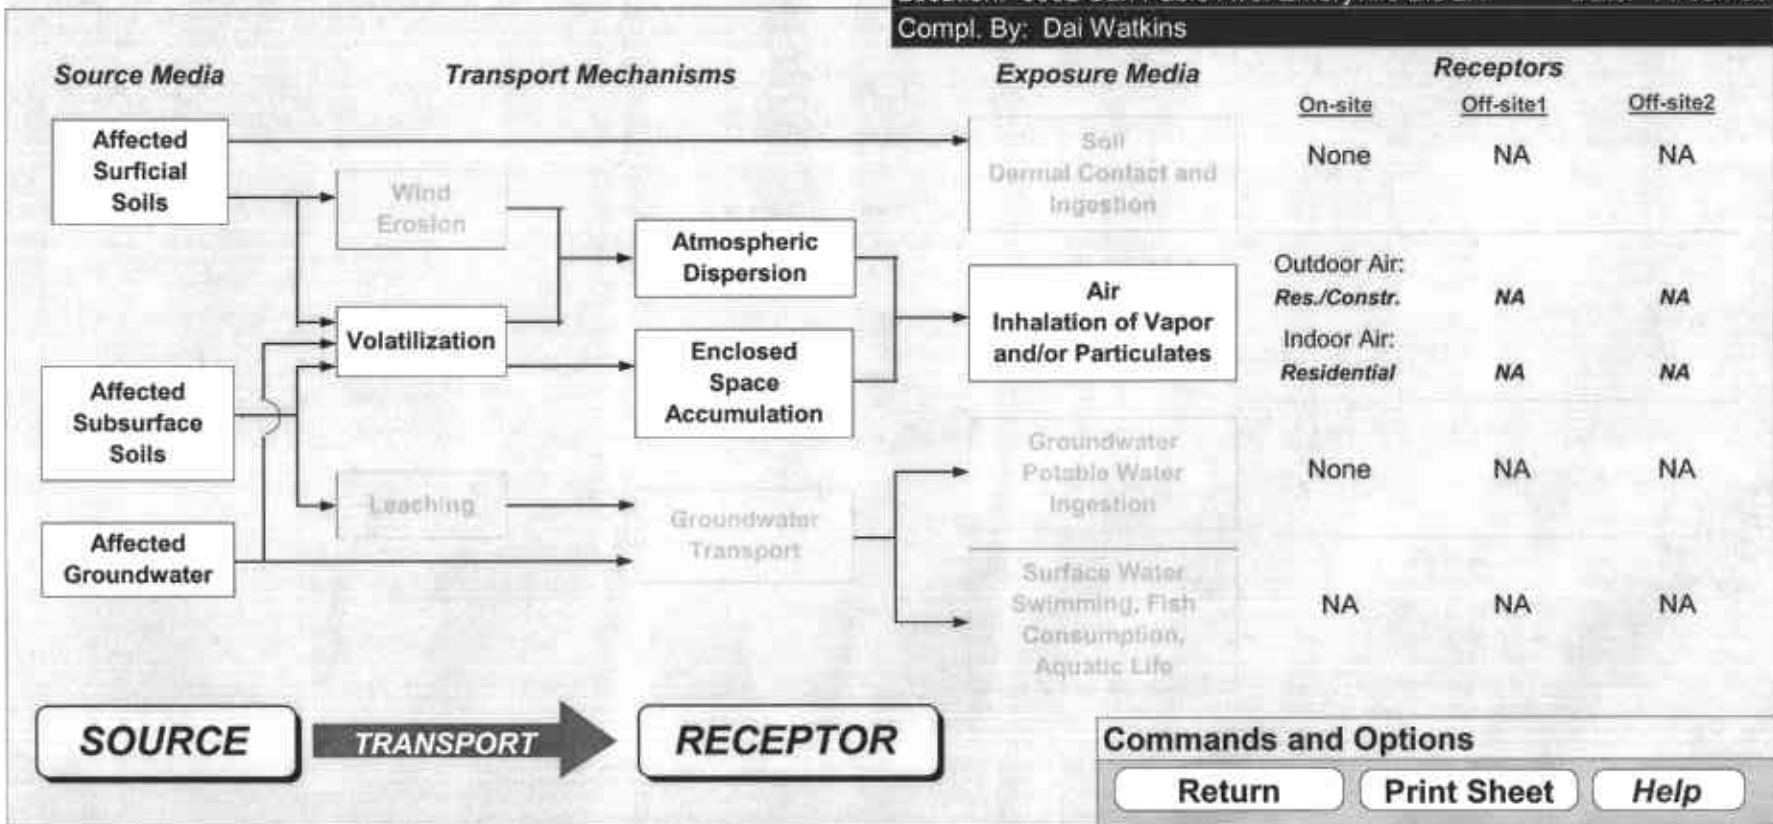 Compl. By: Dai Watkins
Source Media
Transport Mechanisms
Exposure Media
Receptors
On-site
Off-site1
Off-site2
Affected
Surficial
Soils
Wind
Erosion
Atmospheric
Dispersion
Soil
Dermal Contact and
Ingestion
None
NA
NA
Volatilization
Enclosed
Space
Accumulation
Air
Inhalation of Vapor
and/or Particulates
Outdoor Air:
Res./Constr.
NA
NA
Indoor Air:
Residential
NA
NA
Affected
Subsurface
Soils
Leaching
Groundwater
Transport
Groundwater
Potable Water
Ingestion
None
NA
NA
Affected
Groundwater
Surface Water
Swimming, Fish
Consumption,
Aquatic Life
NA
NA
NA
SOURCE
TRANSPORT
RECEPTOR
Commands and Options
Return
Print Sheet
Help